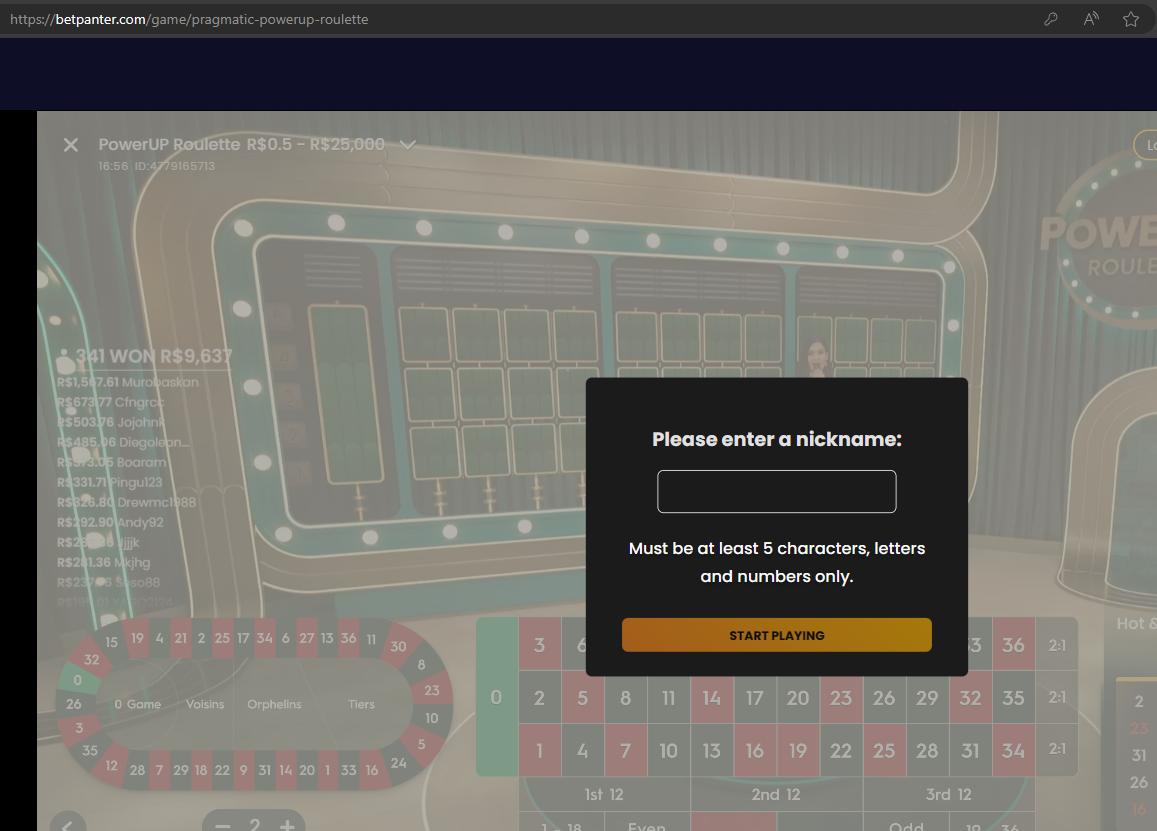 https://betpanter.com/game/pragmatic-powerup-roulette
PowerUP Roulette R$0.5 - R$25,000
16:56 ID:4779165713
POWE
ROULE
341 WON R$9,637
R$1,567.61 Murobaskan
R$673.77 Cfngrcc
R$503.76 Jojohnk
R$485.06 Diegolean...
R$373.05 Boaram
R$331.71 Pingu123
R$326.80 Drewmc1988
R$292.90 Andy92
Jjjjk
R$281.36 Mkjhg
Soso88
Please enter a nickname:
Must be at least 5 characters, letters
and numbers only.
START PLAYING
15 19 4 21 2 25 17 34 6 27 13 36 11 30
32 8
0 23
26 0 Game Voisins Orphelins Tiers 10
3 5
35 24
12 28 7 29 18 22 9 31 14 20 1 33 16
3 6 33 36 2:1
0 2 5 8 11 14 17 20 23 26 29 32 35 2:1
1 4 7 10 13 16 19 22 25 28 31 34 2:1
1st 12 2nd 12 3rd 12
1 - 18 Even Odd 19 - 36
Hot &
2
23
31
26
16
2